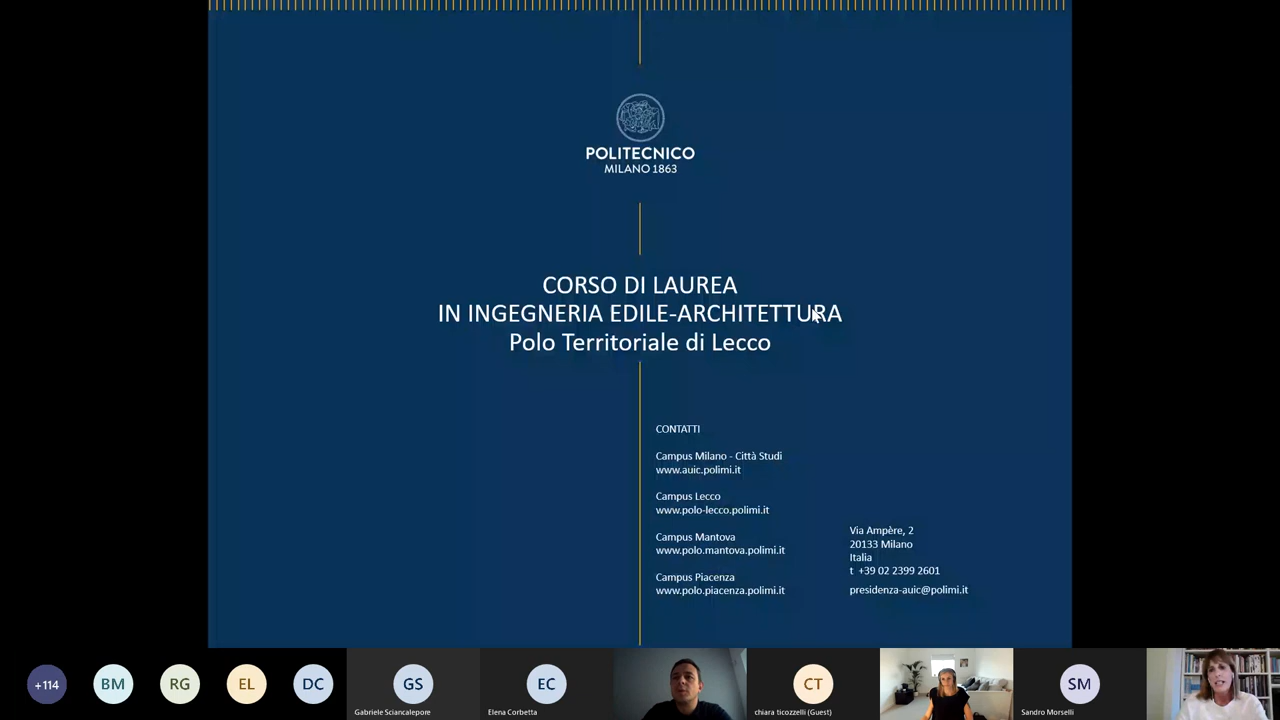 POLITECNICO
MILANO 1863
CORSO DI LAUREA
IN INGEGNERIA EDILE-ARCHITETTURA
Polo Territoriale di Lecco
CONTATTI
Campus Milano - Città Studi
www.auic.polimi.it
Campus Lecco
www.polo-lecco.polimi.it
Campus Mantova
www.polo.mantova.polimi.it
Campus Piacenza
www.polo.piacenza.polimi.it
Via Ampère, 2
20133 Milano
Italia
t +39 02 2399 2601
presidenza-auic@polimi.it
+114
BM
RG
EL
DC
GS
Gabriele Sciancalepore
EC
Elena Corbetta
CT
chiara ticozzelli (Guest)
SM
Sandro Morselli